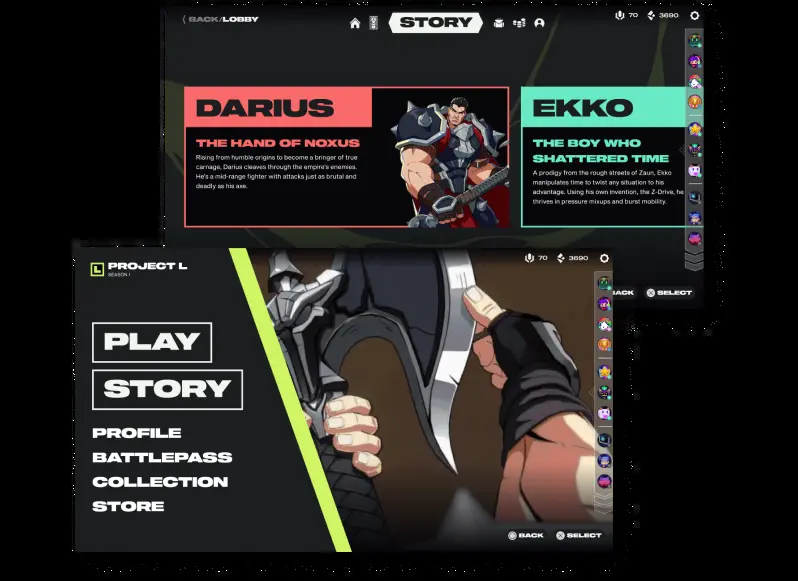 BACK/LOBBY
STORY
70
3690
DARIUS
THE HAND OF NOXUS
Rising from humble origins to become a bringer of true
carnage, Darius cleaves through the empire's enemies.
He's a mid-range fighter with attacks just as brutal and
deadly as his axe.
EKKO
THE BOY WHO
SHATTERED TIME
A prodigy from the rough streets of Zaun, Ekko
manipulates time to twist any situation to his
advantage. Using his own invention, the Z-Drive, he
thrives in pressure mixups and burst mobility.
BACK
SELECT
L
PROJECT L
SEASON I
70
3690
PLAY
STORY
PROFILE
BATTLEPASS
COLLECTION
STORE
BACK
SELECT